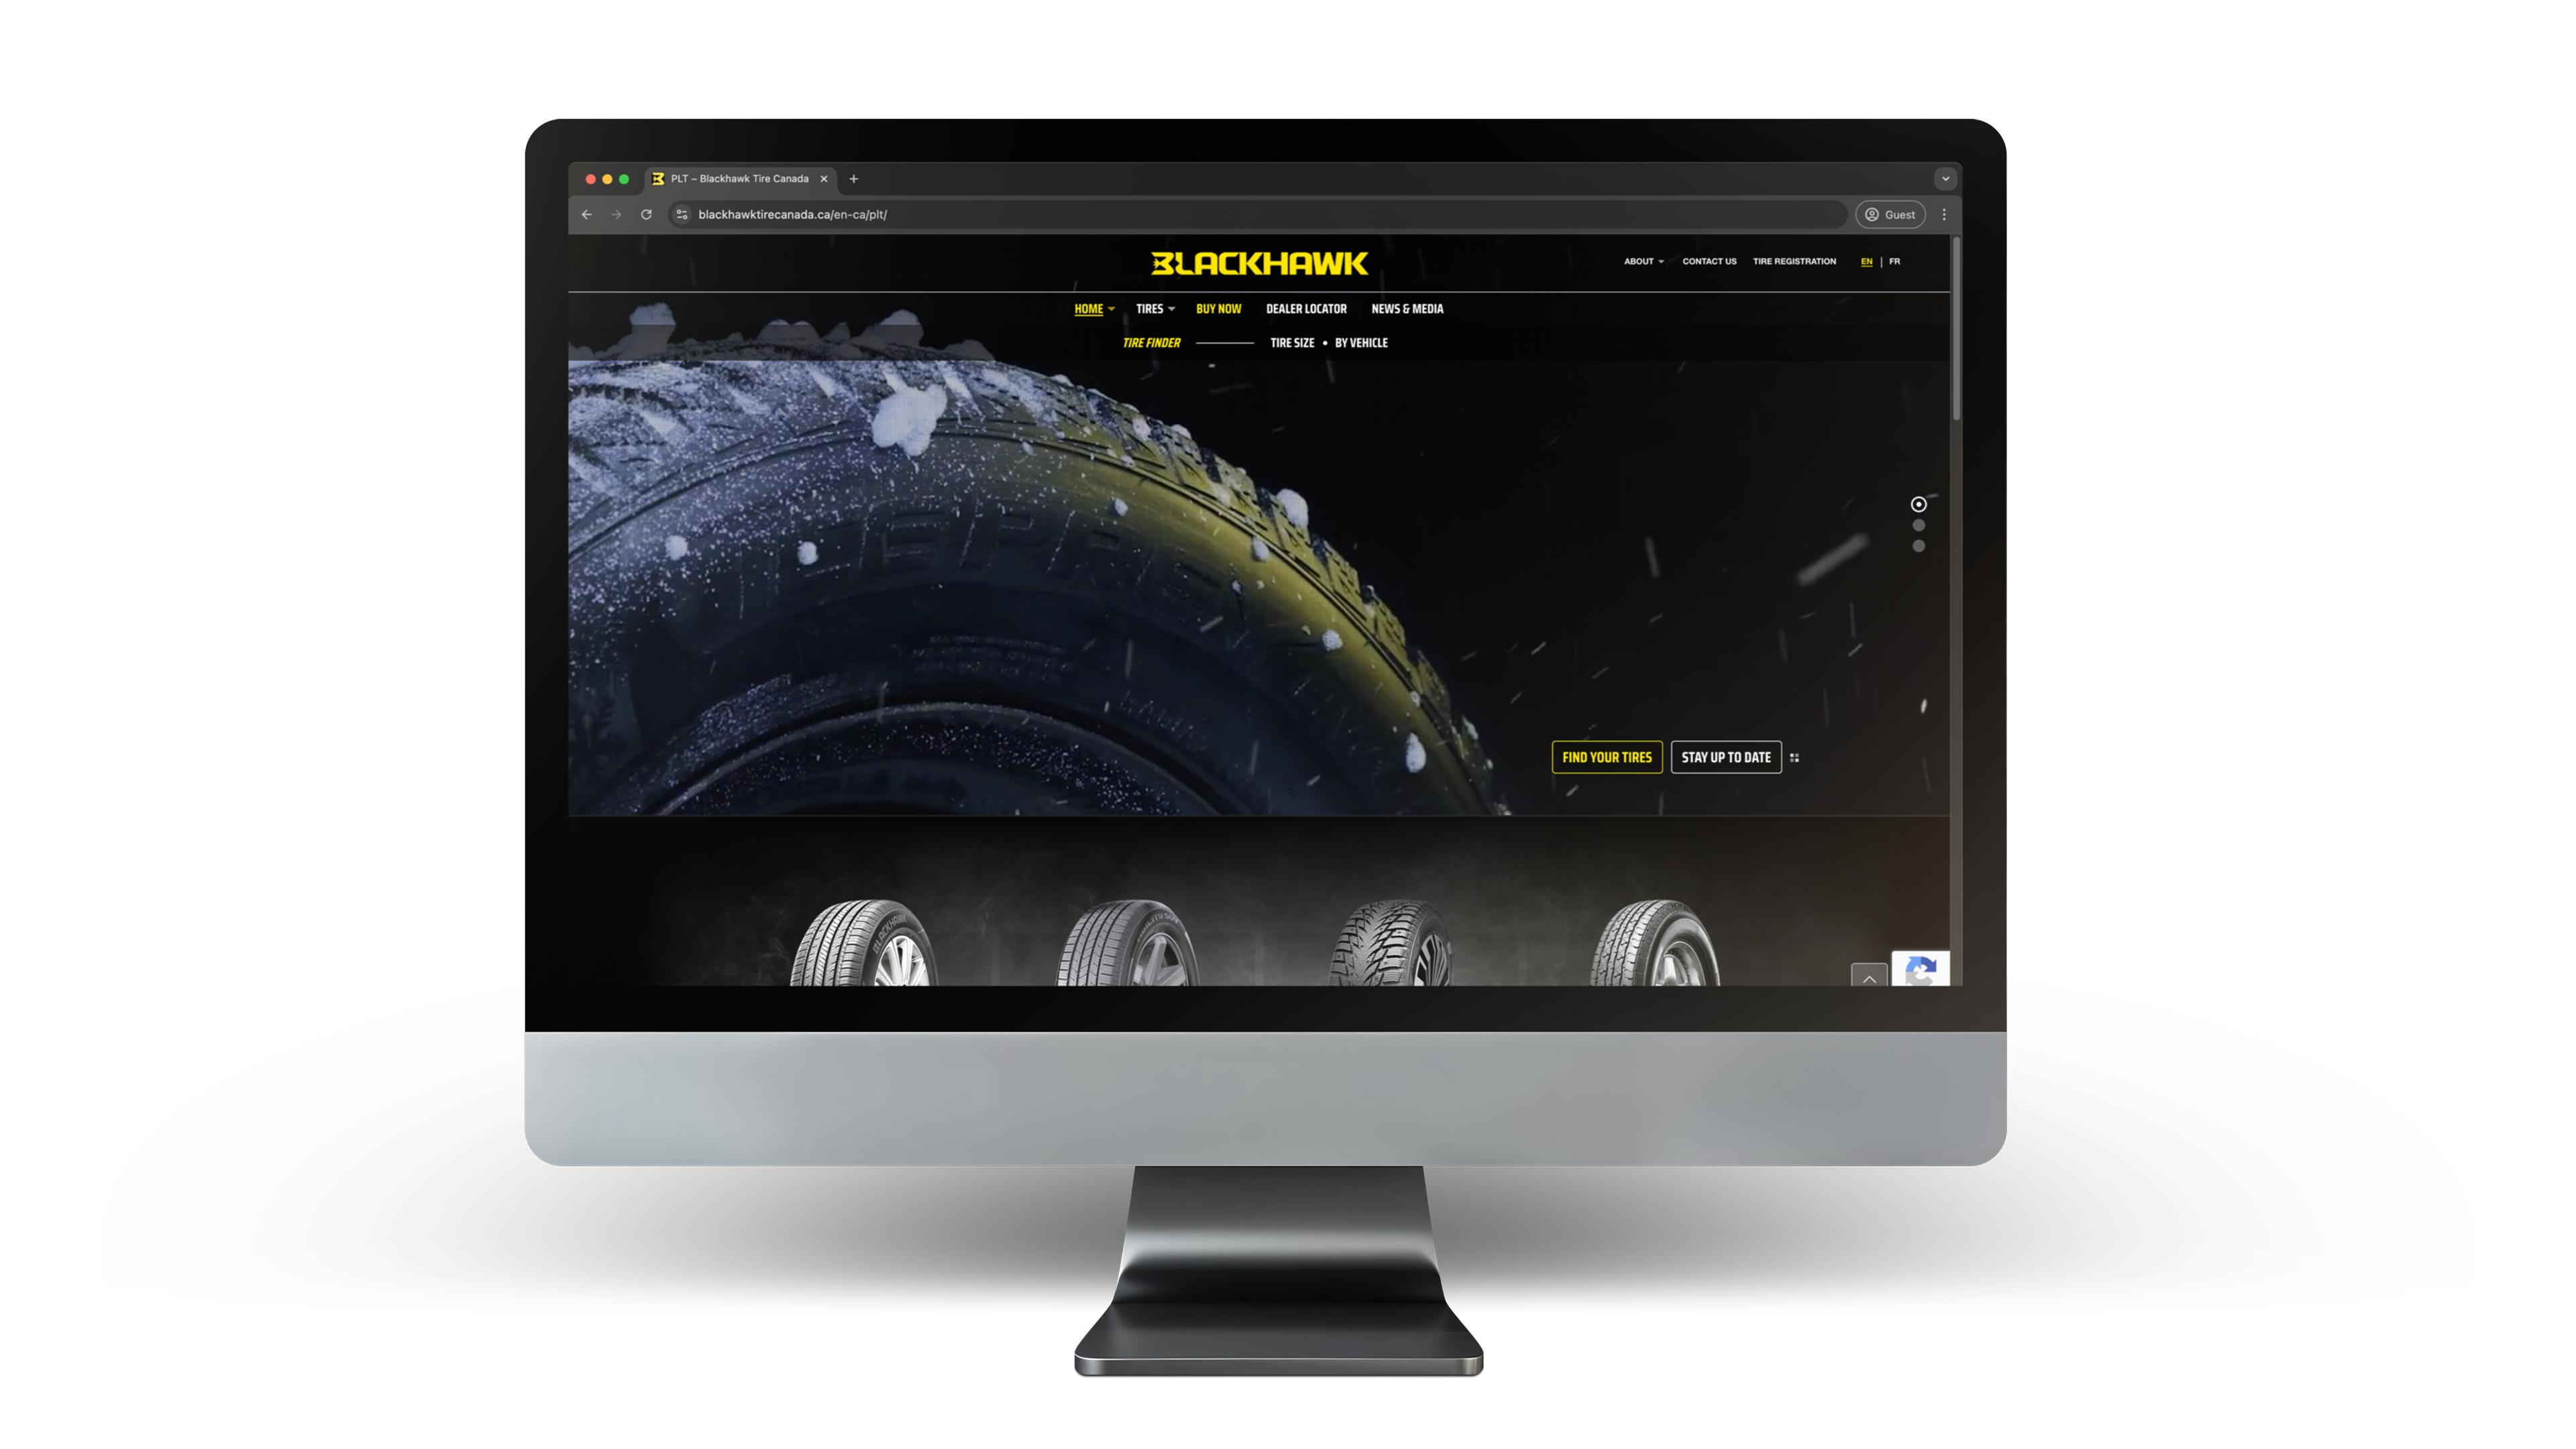 PLT – Blackhawk Tire Canada
blackhawktirecanada.ca/en-ca/plt/
Guest
BLACKHAWK
ABOUT CONTACT US TIRE REGISTRATION EN | FR
HOME TIRES BUY NOW DEALER LOCATOR NEWS & MEDIA
TIRE FINDER TIRE SIZE • BY VEHICLE
FIND YOUR TIRES STAY UP TO DATE
BLACKHAWK